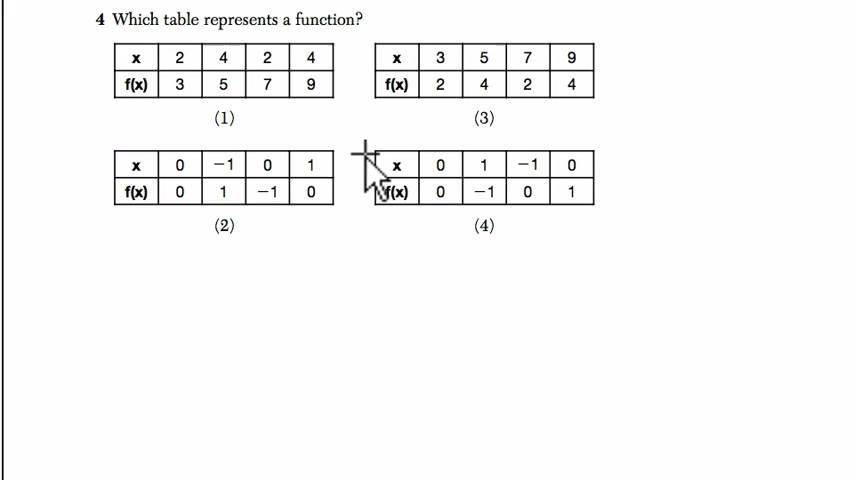 4 Which table represents a function?
x 2 4 2 4
f(x) 3 5 7 9
(1)
x 3 5 7 9
f(x) 2 4 2 4
(3)
x 0 −1 0 1
f(x) 0 1 −1 0
(2)
x 0 1 −1 0
f(x) 0 −1 0 1
(4)